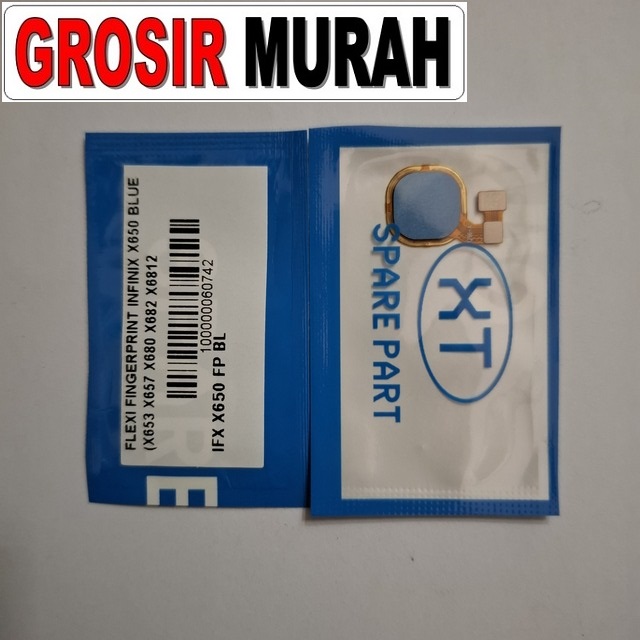 GROSIR MURAH
FLEXI FINGERPRINT INFINIX X650 BLUE
(X653 X657 X680 X682 X6812
100000060742
IFX X650 FP BL
XT
SPARE PART